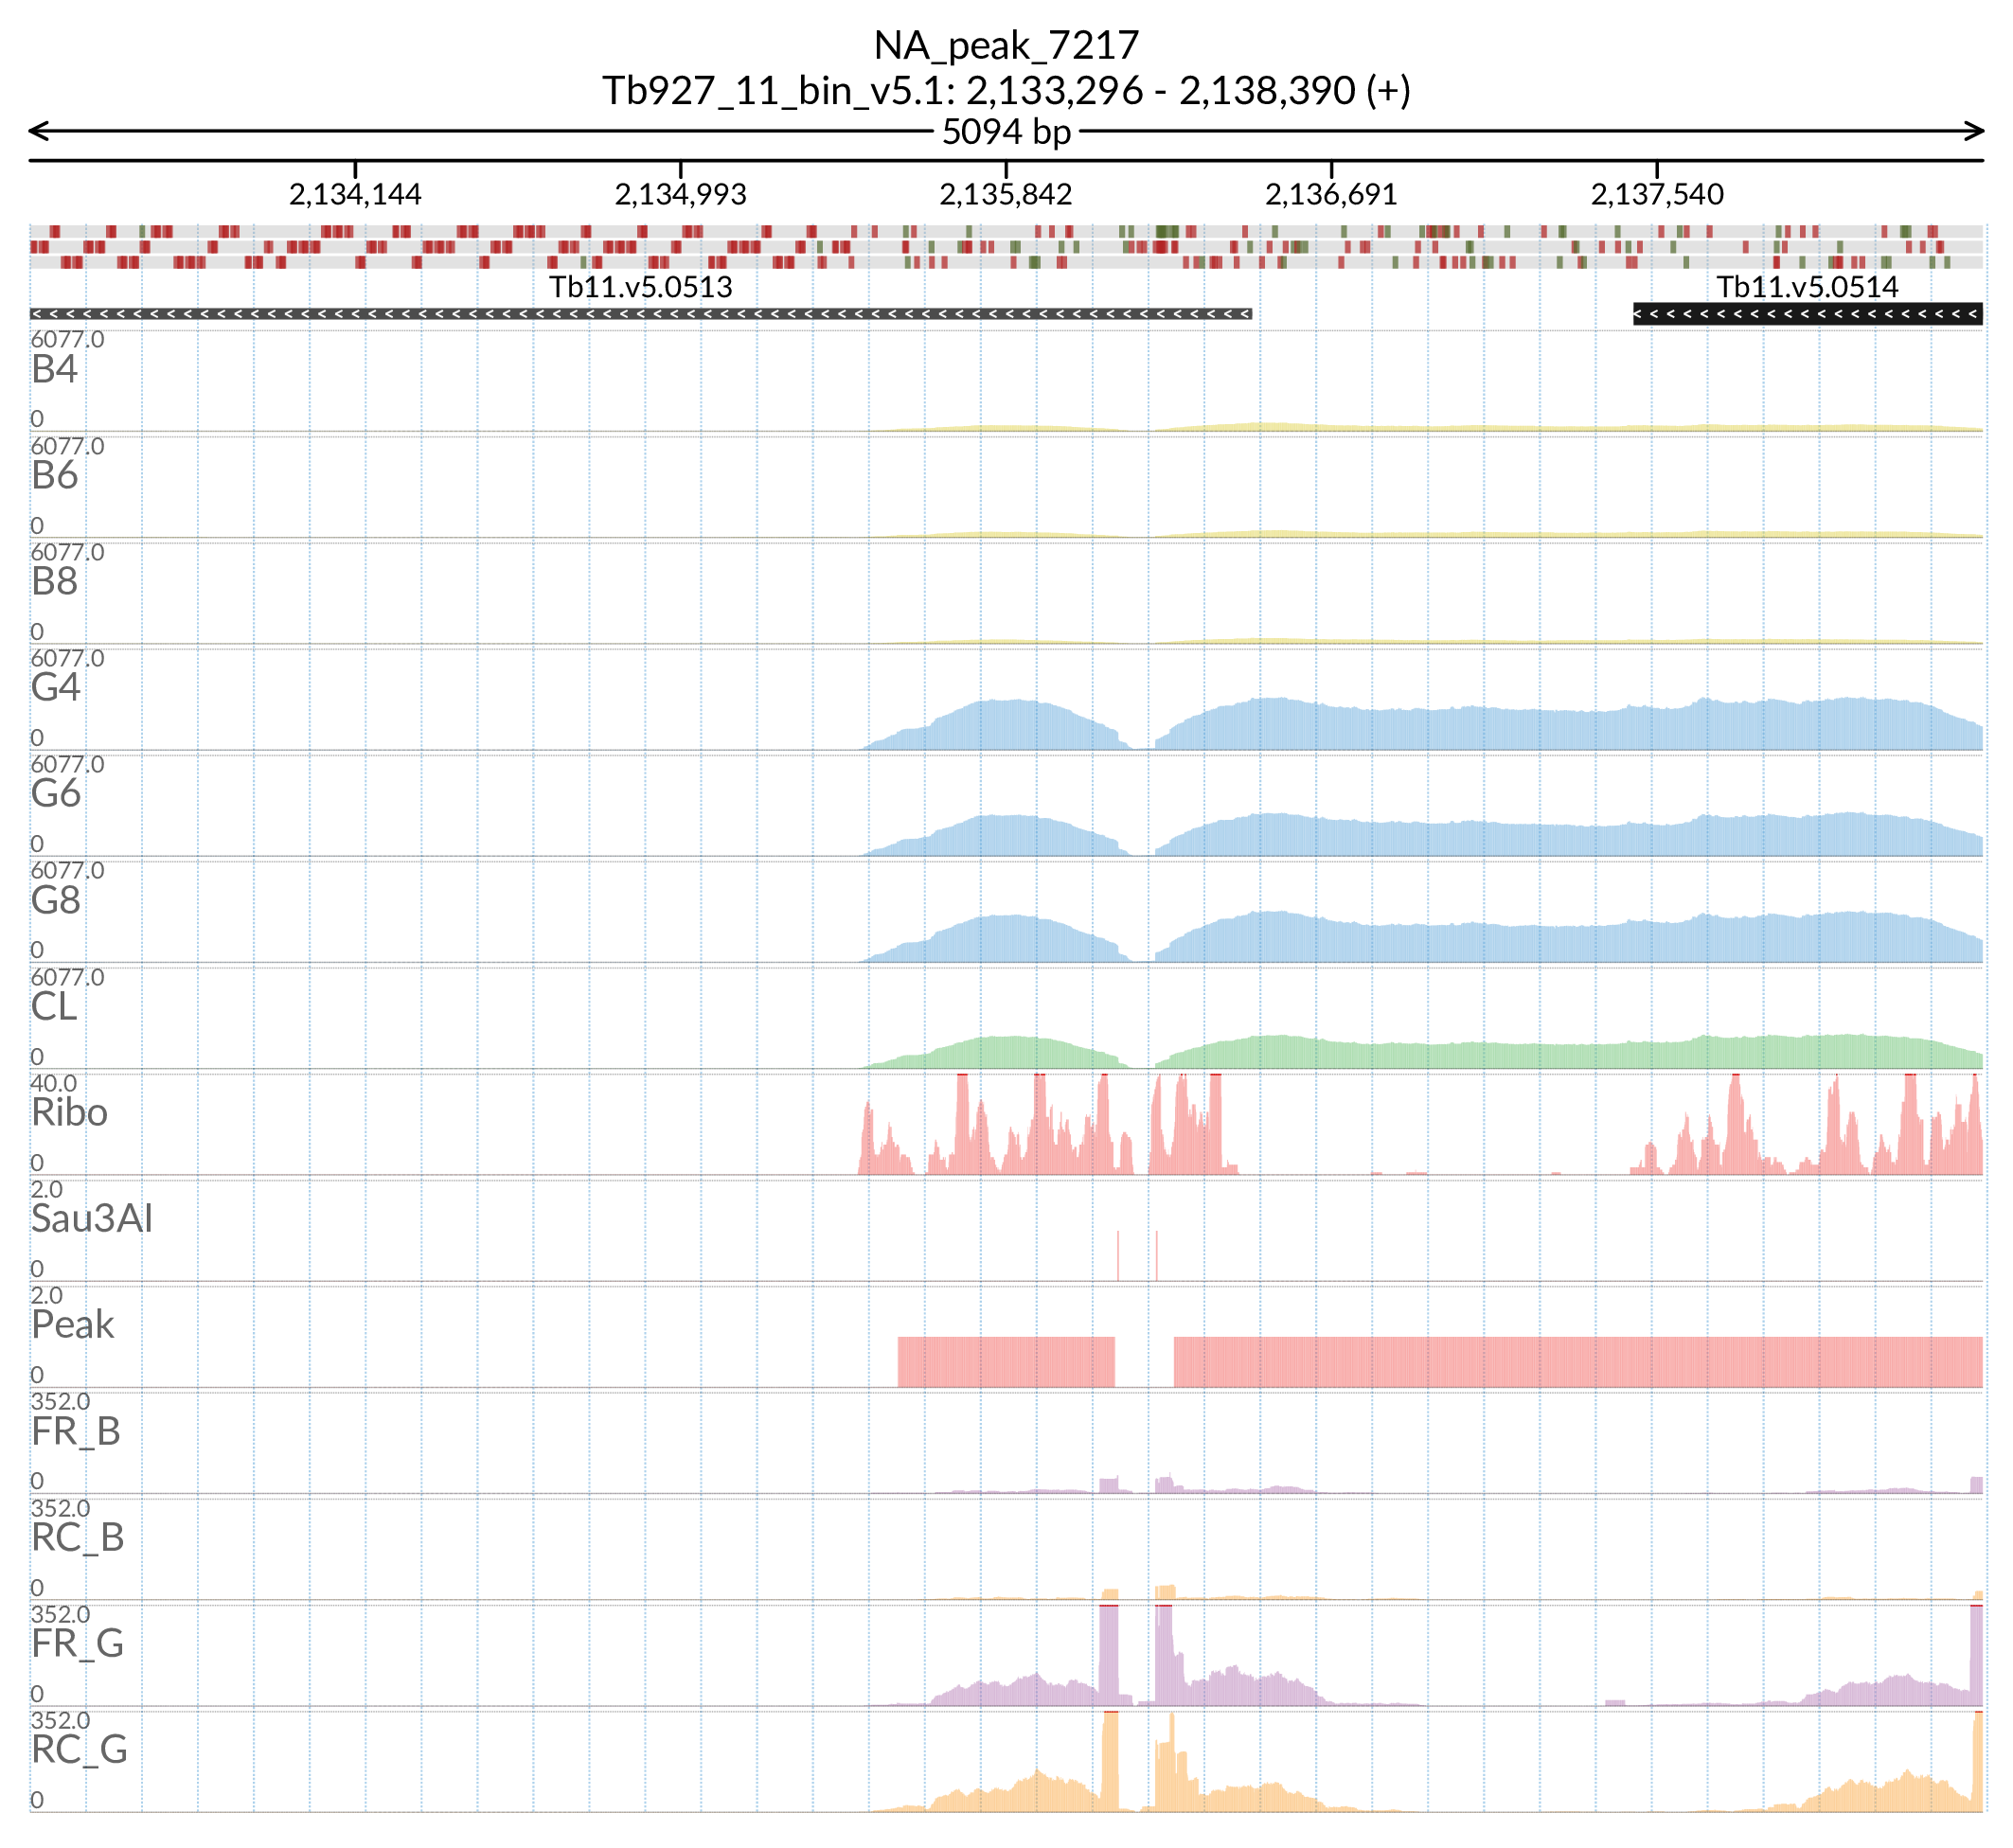 NA_peak_7217
Tb927_11_bin_v5.1: 2,133,296 - 2,138,390 (+)
5094 bp
2,134,144 2,134,993 2,135,842 2,136,691 2,137,540
Tb11.v5.0513 Tb11.v5.0514
6077.0
B4
0
6077.0
B6
0
6077.0
B8
0
6077.0
G4
0
6077.0
G6
0
6077.0
G8
0
6077.0
CL
0
40.0
Ribo
0
2.0
Sau3AI
0
2.0
Peak
0
352.0
FR_B
0
352.0
RC_B
0
352.0
FR_G
0
352.0
RC_G
0